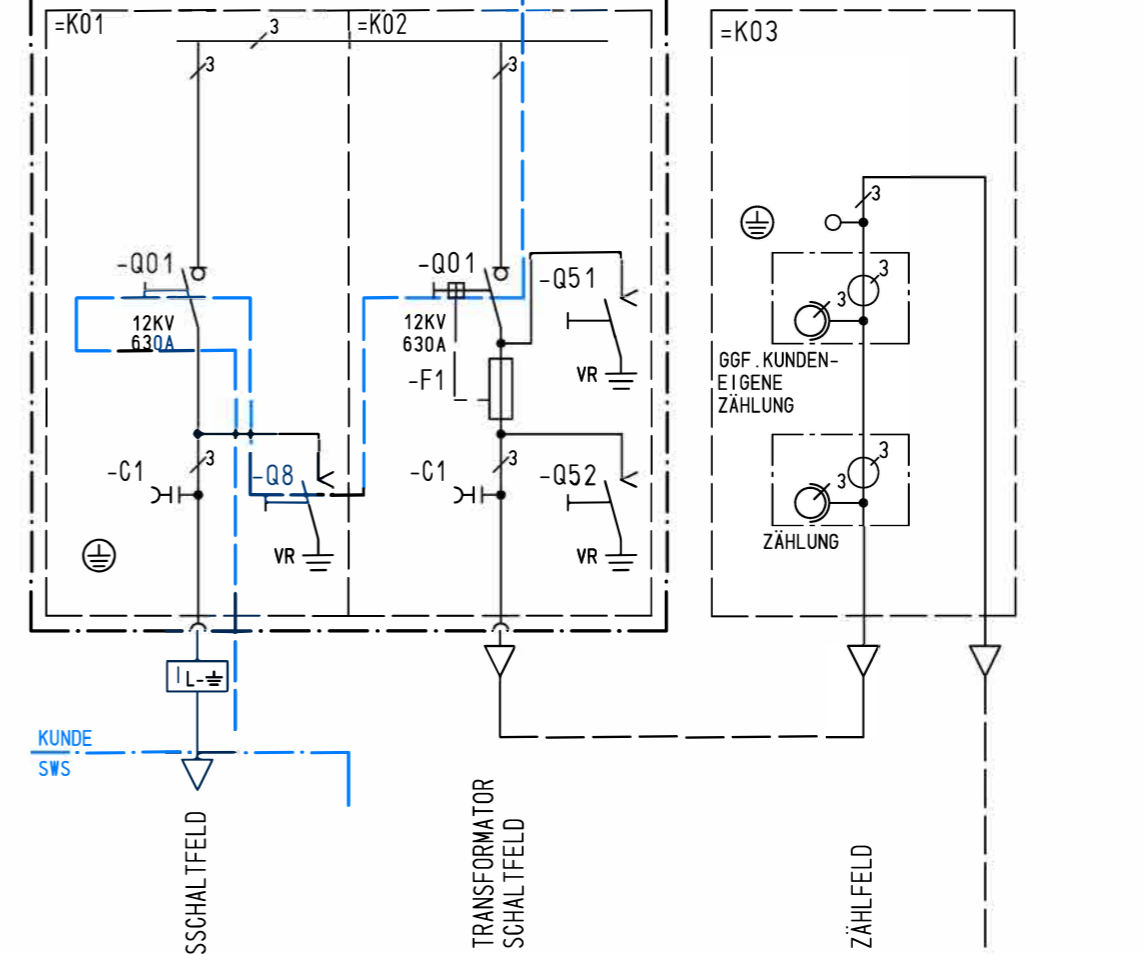 =K01
3
=K02
=K03
3
3
3
-Q01
-Q01
-Q51
3
12KV
630A
12KV
630A
3
VR
-F1
GGF.KUNDEN-
EIGENE
ZÄHLUNG
-C1
3
-Q8
-C1
3
-Q52
3
3
ZÄHLUNG
VR
VR
L-
KUNDE
SWS
SSCHALTFELD
TRANSFORMATOR
SCHALTFELD
ZÄHLFELD